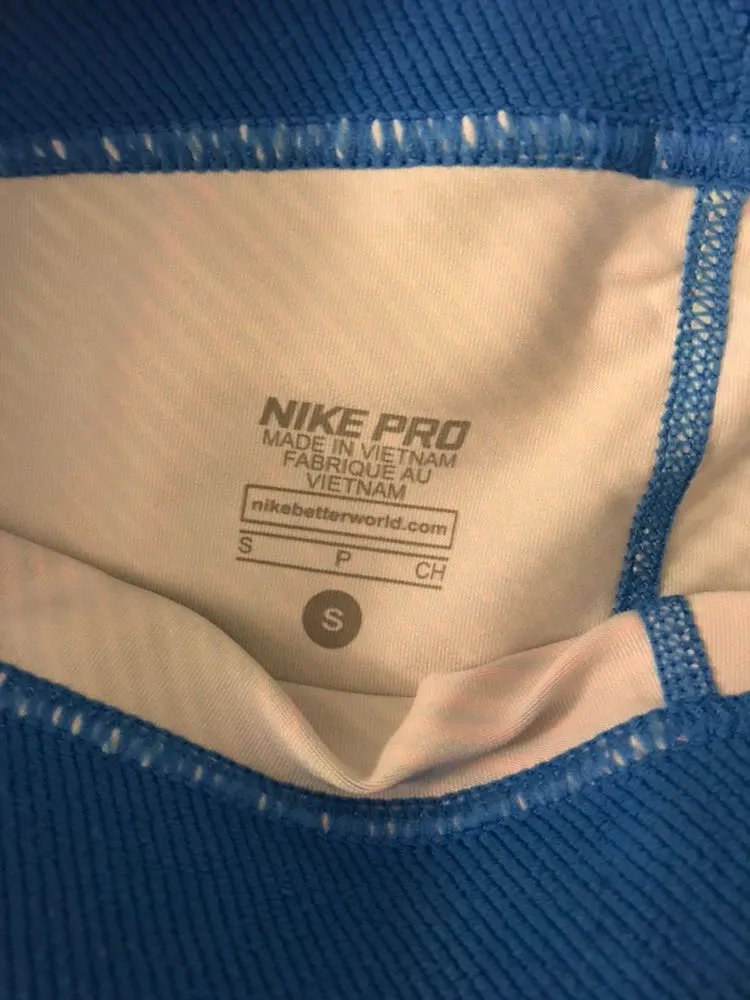 NIKE PRO
MADE IN VIETNAM
FABRIQUE AU
VIETNAM
nikebetterworld.com
S P CH
S